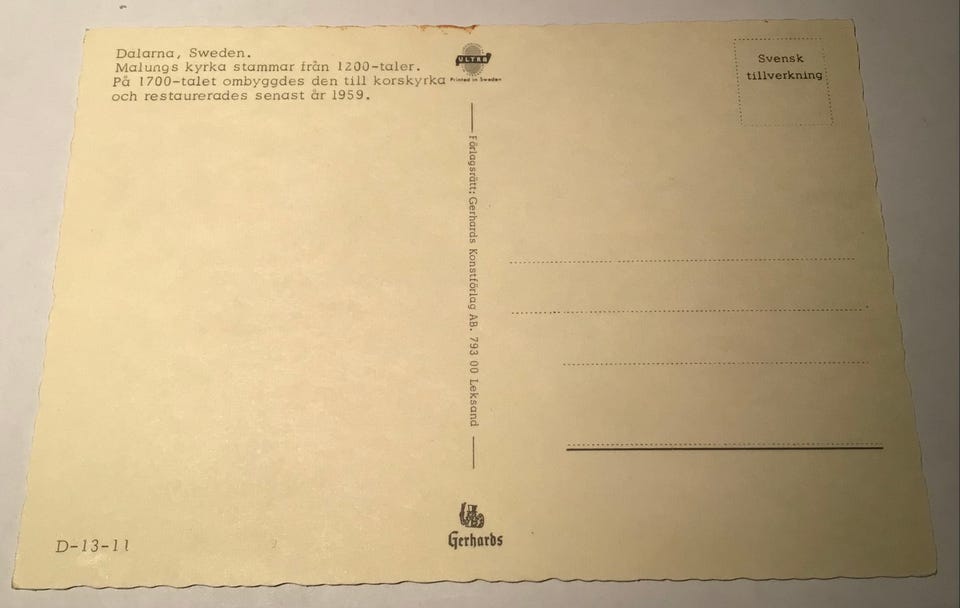 Dalarna, Sweden.
Malungs kyrka stammar från 1200-taler.
På 1700-talet ombyggdes den till korskyrka
och restaurerades senast år 1959.
ULTRA
Printed in Sweden
Svensk
tillverkning
Förlagsrätt: Gerhards Konstförlag AB. 793 00 Leksand
D-13-11
Gerhards